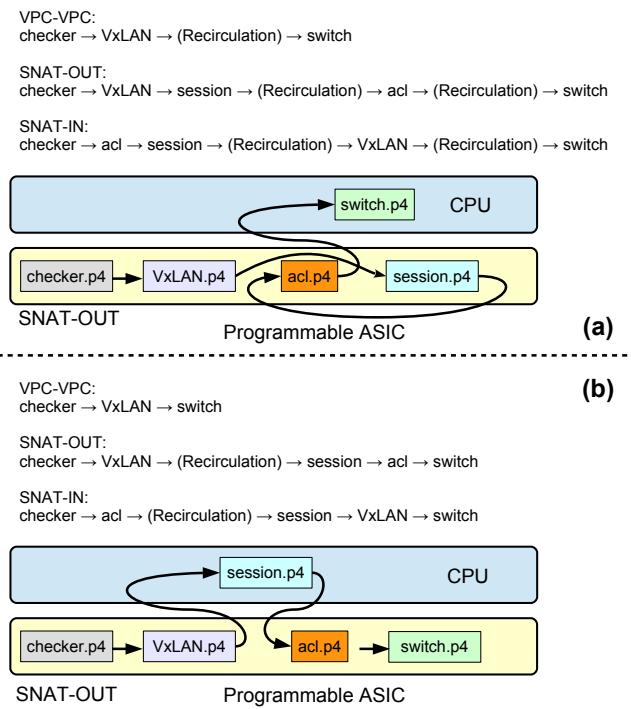 VPC-VPC:
checker → VxLAN → (Recirculation) → switch
SNAT-OUT:
checker → VxLAN → session → (Recirculation) → acl → (Recirculation) → switch
SNAT-IN:
checker → acl → session → (Recirculation) → VxLAN → (Recirculation) → switch
switch.p4 CPU
checker.p4 VxLAN.p4 acl.p4 session.p4
SNAT-OUT
Programmable ASIC
(a)
(b)
VPC-VPC:
checker → VxLAN → switch
SNAT-OUT:
checker → VxLAN → (Recirculation) → session → acl → switch
SNAT-IN:
checker → acl → (Recirculation) → session → VxLAN → switch
session.p4 CPU
checker.p4 VxLAN.p4 acl.p4 switch.p4
SNAT-OUT Programmable ASIC